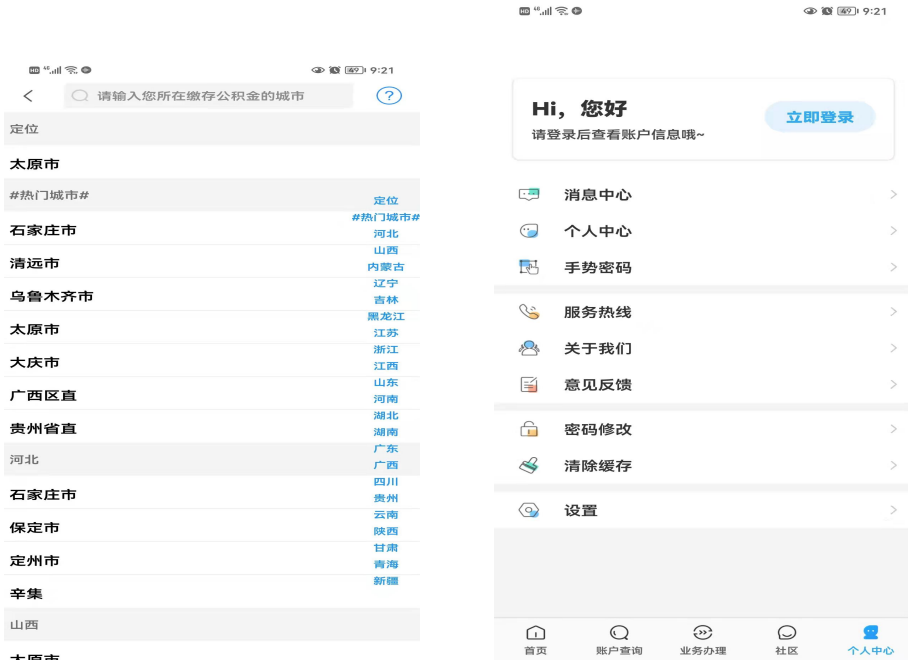 HD 4G 49 9:21
请输入您所在缴存公积金的城市
?
定位
太原市
#热门城市#
石家庄市
清远市
乌鲁木齐市
太原市
大庆市
广西区直
贵州省直
河北
石家庄市
保定市
定州市
辛集
山西
太原市
定位
#热门城市#
河北
山西
内蒙古
辽宁
吉林
黑龙江
江苏
浙江
江西
山东
河南
湖北
湖南
广东
广西
四川
贵州
云南
陕西
甘肃
青海
新疆
HD 4G 49 9:21
Hi，您好
请登录后查看账户信息哦~
立即登录
消息中心
个人中心
手势密码
服务热线
关于我们
意见反馈
密码修改
清除缓存
设置
首页 账户查询 业务办理 社区 个人中心